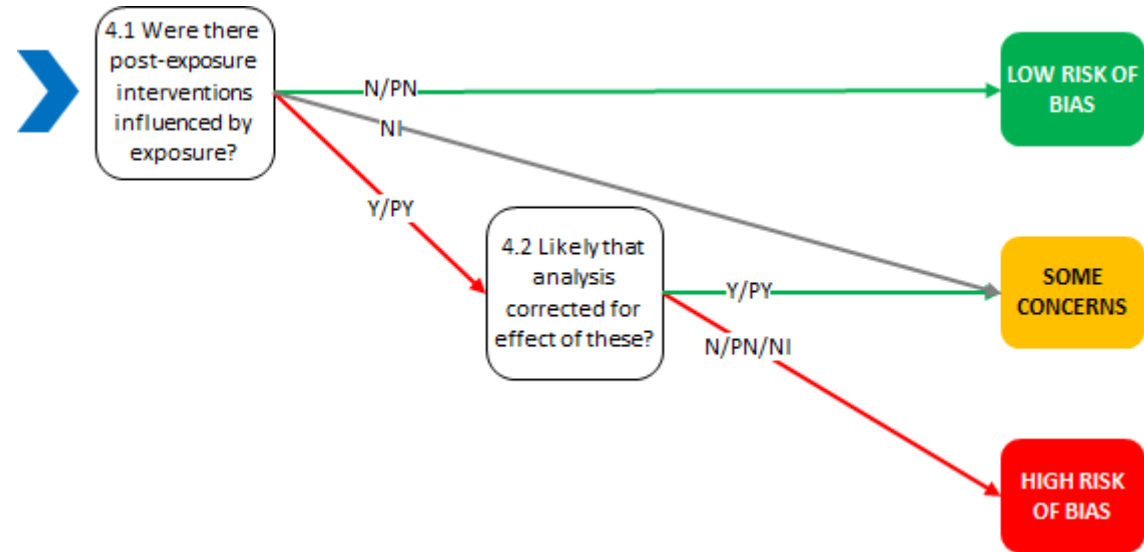 4.1 Were there
post-exposure
interventions
influenced by
exposure?
N/PN
NI
Y/PY
LOW RISK OF
BIAS
4.2 Likely that
analysis
corrected for
effect of these?
Y/PY
N/PN/NI
SOME
CONCERNS
HIGH RISK
OF BIAS